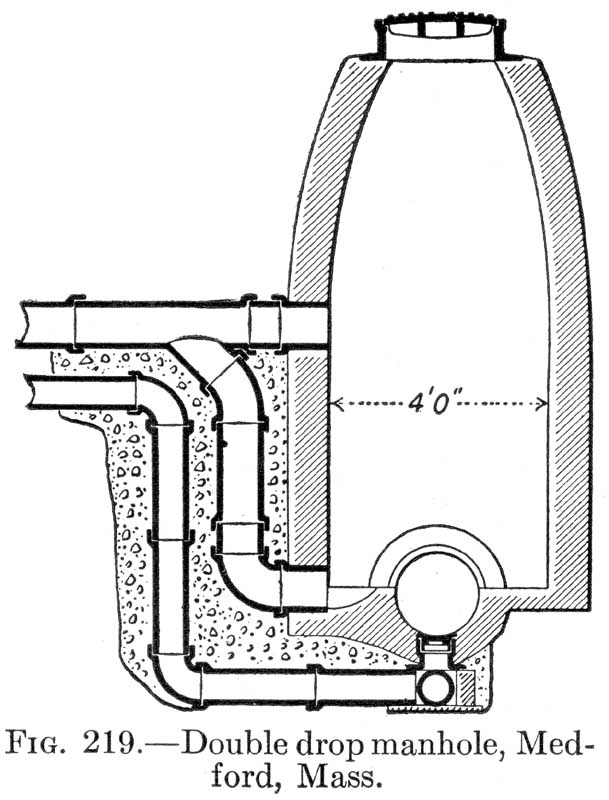 4'0"
FIG. 219.—Double drop manhole, Med-
ford, Mass.